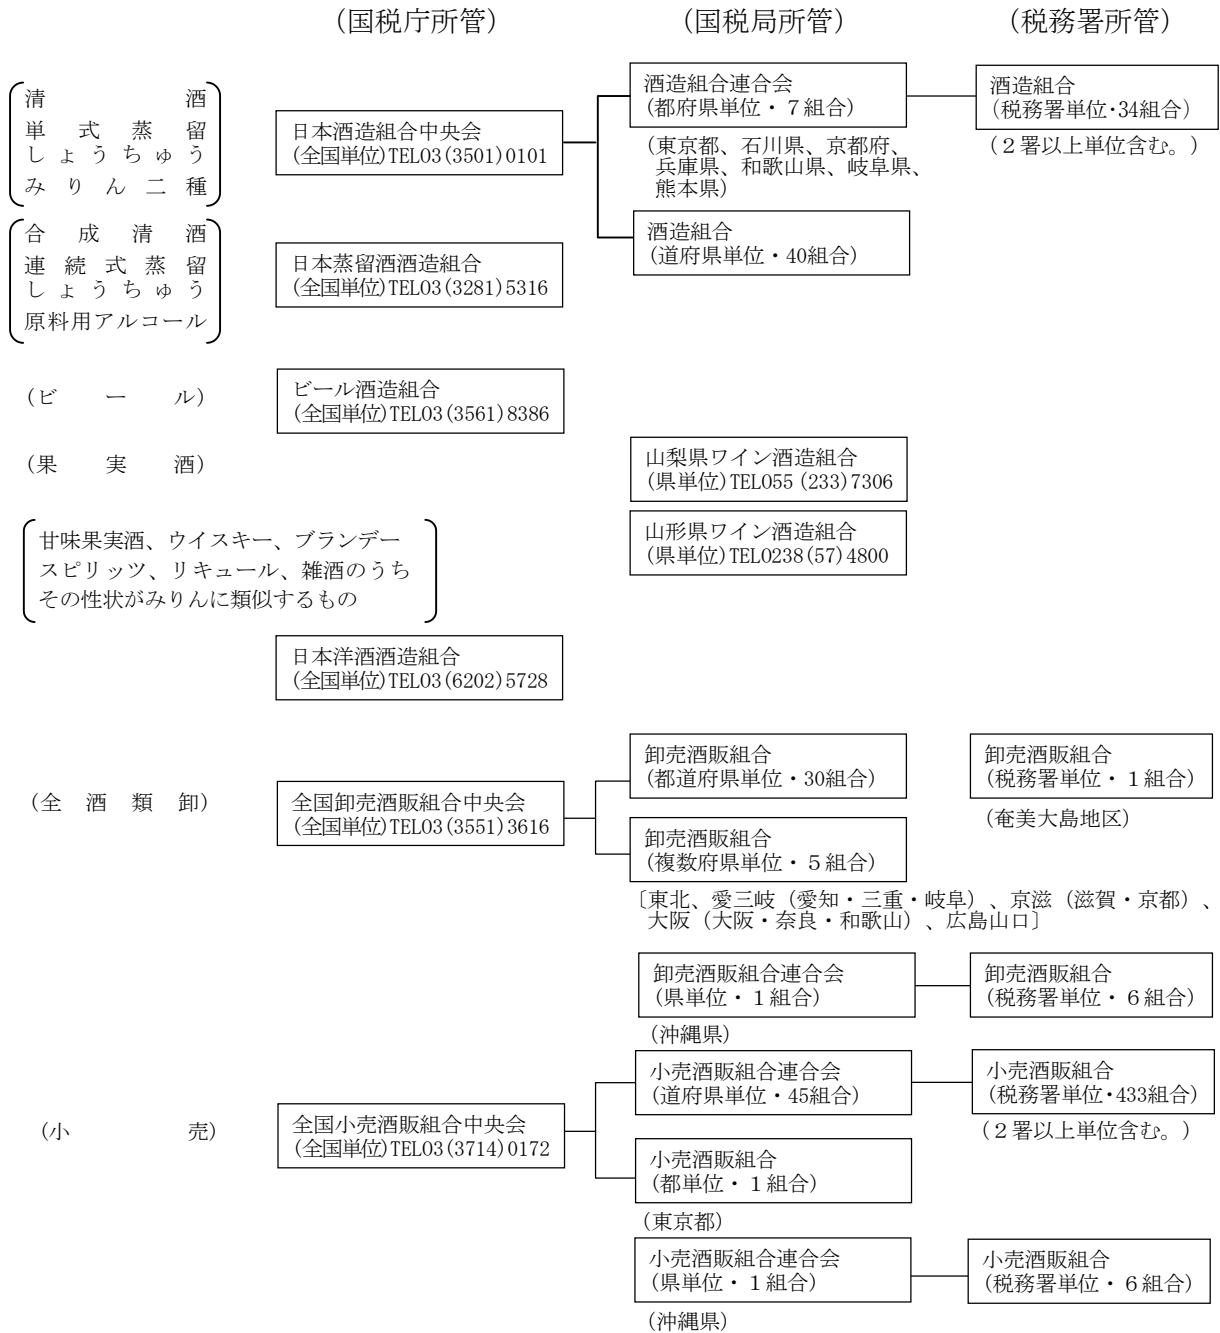 (国税庁所管)
(国税局所管)
(税務署所管)
清酒
単式蒸留
しょうちゅう
みりん二種
日本酒造組合中央会
(全国単位)TEL03(3501)0101
酒造組合連合会
(都府県単位・７組合)
(東京都、石川県、京都府、
兵庫県、和歌山県、岐阜県、
熊本県)
酒造組合
(税務署単位・34組合)
(２署以上単位含む。)
酒造組合
(道府県単位・40組合)
合成清酒
連続式蒸留
しょうちゅう
原料用アルコール
日本蒸留酒酒造組合
(全国単位)TEL03(3281)5316
(ビール)
ビール酒造組合
(全国単位)TEL03(3561)8386
(果実酒)
山梨県ワイン酒造組合
(県単位)TEL055 (233)7306
山形県ワイン酒造組合
(県単位)TEL0238(57)4800
甘味果実酒、ウイスキー、ブランデー
スピリッツ、リキュール、雑酒のうち
その性状がみりんに類似するもの
日本洋酒酒造組合
(全国単位)TEL03(6202)5728
(全酒類卸)
全国卸売酒販組合中央会
(全国単位)TEL03(3551)3616
卸売酒販組合
(都道府県単位・30組合)
卸売酒販組合
(税務署単位・１組合)
(奄美大島地区)
卸売酒販組合
(複数府県単位・５組合)
〔東北、愛三岐（愛知・三重・岐阜）、京滋（滋賀・京都）、
大阪（大阪・奈良・和歌山）、広島山口〕
卸売酒販組合連合会
(県単位・１組合)
(沖縄県)
卸売酒販組合
(税務署単位・６組合)
(小売)
全国小売酒販組合中央会
(全国単位)TEL03(3714)0172
小売酒販組合連合会
(道府県単位・45組合)
小売酒販組合
(税務署単位・433組合)
(２署以上単位含む。)
小売酒販組合
(都単位・１組合)
(東京都)
小売酒販組合連合会
(県単位・１組合)
(沖縄県)
小売酒販組合
(税務署単位・６組合)